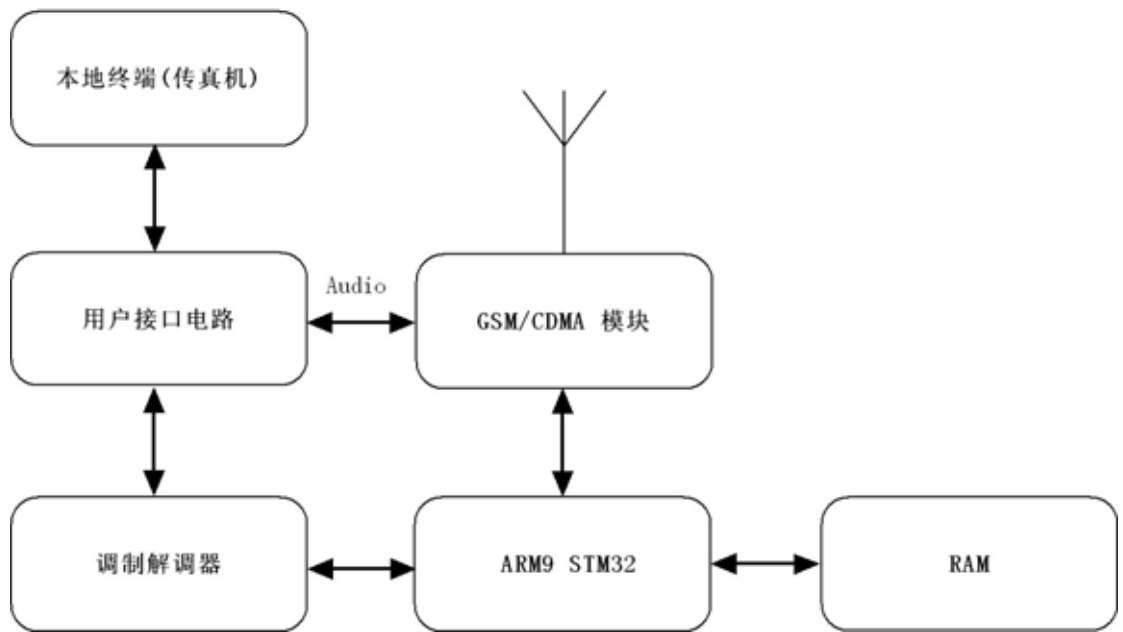 本地终端(传真机)
Audio
用户接口电路
GSM/CDMA 模块
调制解调器
ARM9 STM32
RAM